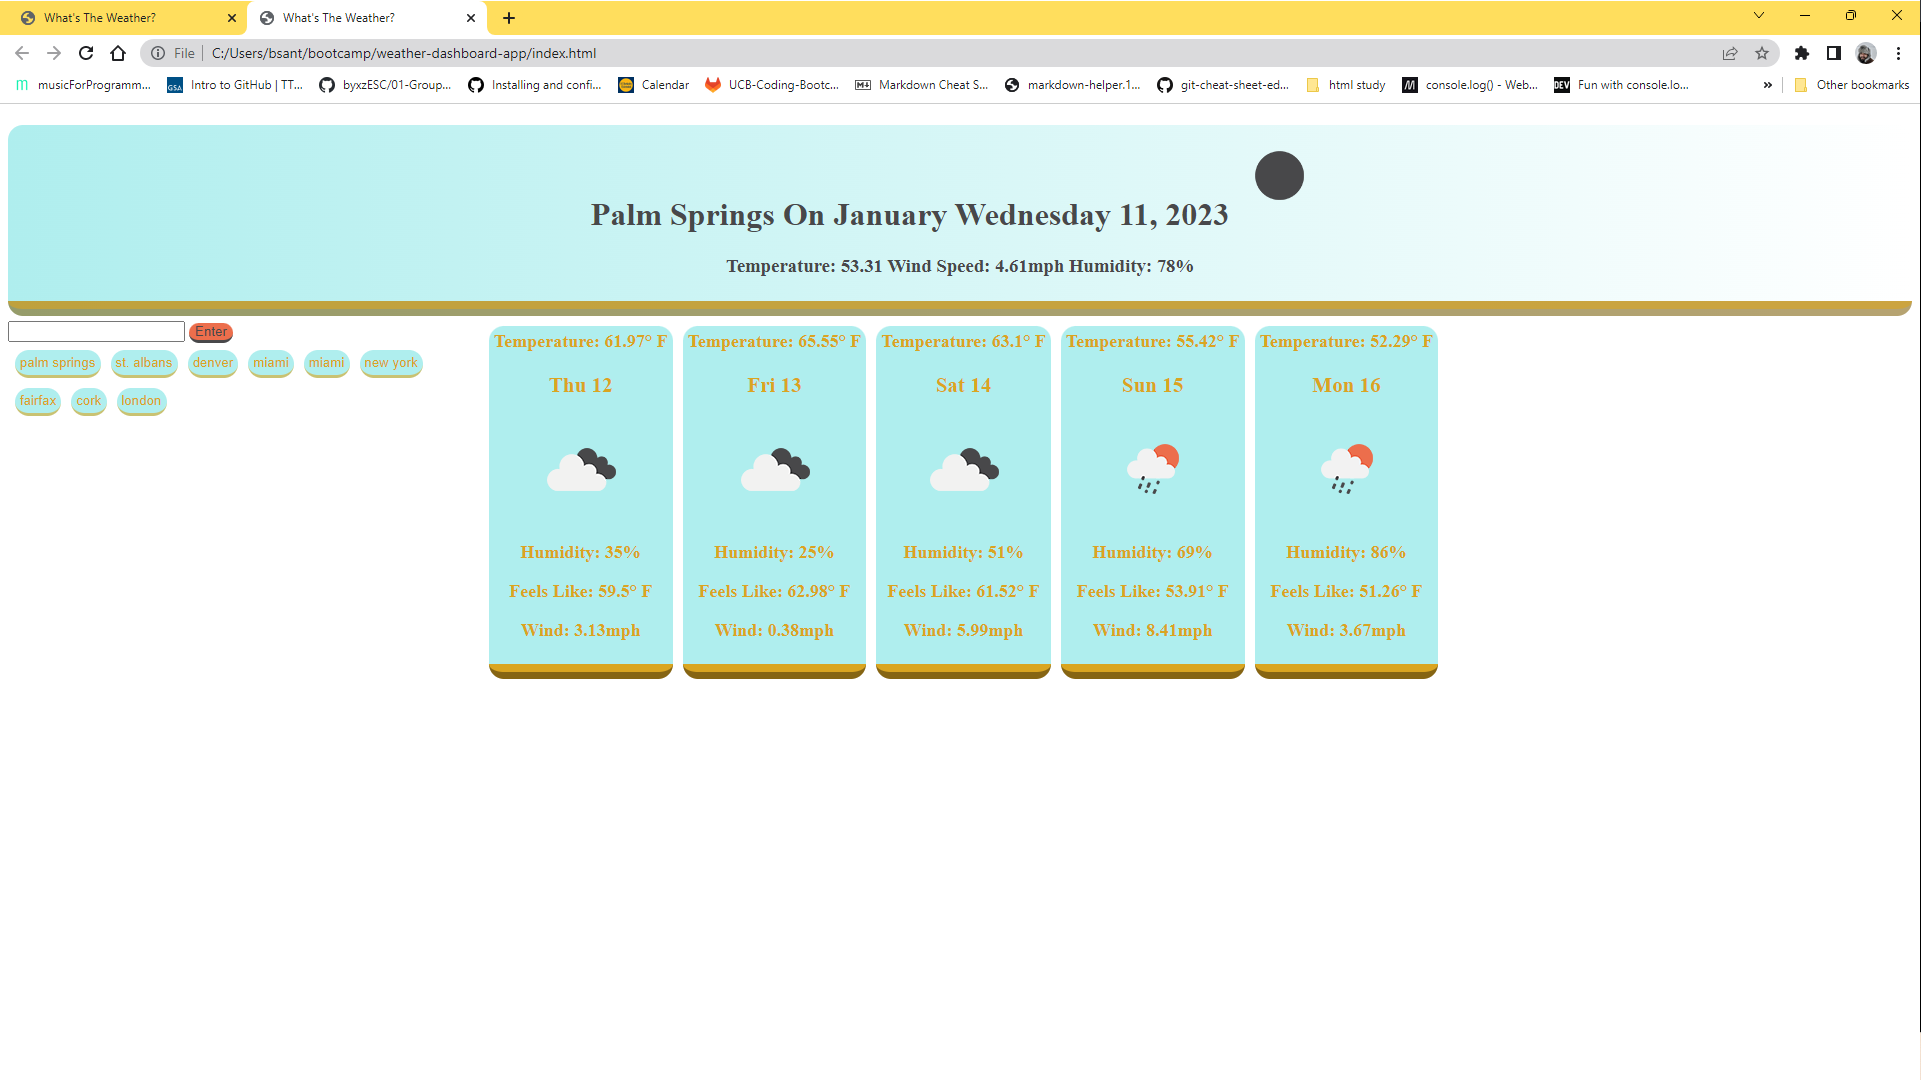 What's The Weather?
What's The Weather?
File C:/Users/bsant/bootcamp/weather-dashboard-app/index.html
musicForProgramm... Intro to GitHub | TT... byxzESC/01-Group... Installing and confi... Calendar UCB-Coding-Bootc... Markdown Cheat S... markdown-helper.1... git-cheat-sheet-ed... html study console.log() - Web... DEV Fun with console.lo... » Other bookmarks
Palm Springs On January Wednesday 11, 2023
Temperature: 53.31 Wind Speed: 4.61mph Humidity: 78%
Enter
palm springs st. albans denver miami miami new york
fairfax cork london
Temperature: 61.97° F
Thu 12
Humidity: 35%
Feels Like: 59.5° F
Wind: 3.13mph
Temperature: 65.55° F
Fri 13
Humidity: 25%
Feels Like: 62.98° F
Wind: 0.38mph
Temperature: 63.1° F
Sat 14
Humidity: 51%
Feels Like: 61.52° F
Wind: 5.99mph
Temperature: 55.42° F
Sun 15
Humidity: 69%
Feels Like: 53.91° F
Wind: 8.41mph
Temperature: 52.29° F
Mon 16
Humidity: 86%
Feels Like: 51.26° F
Wind: 3.67mph